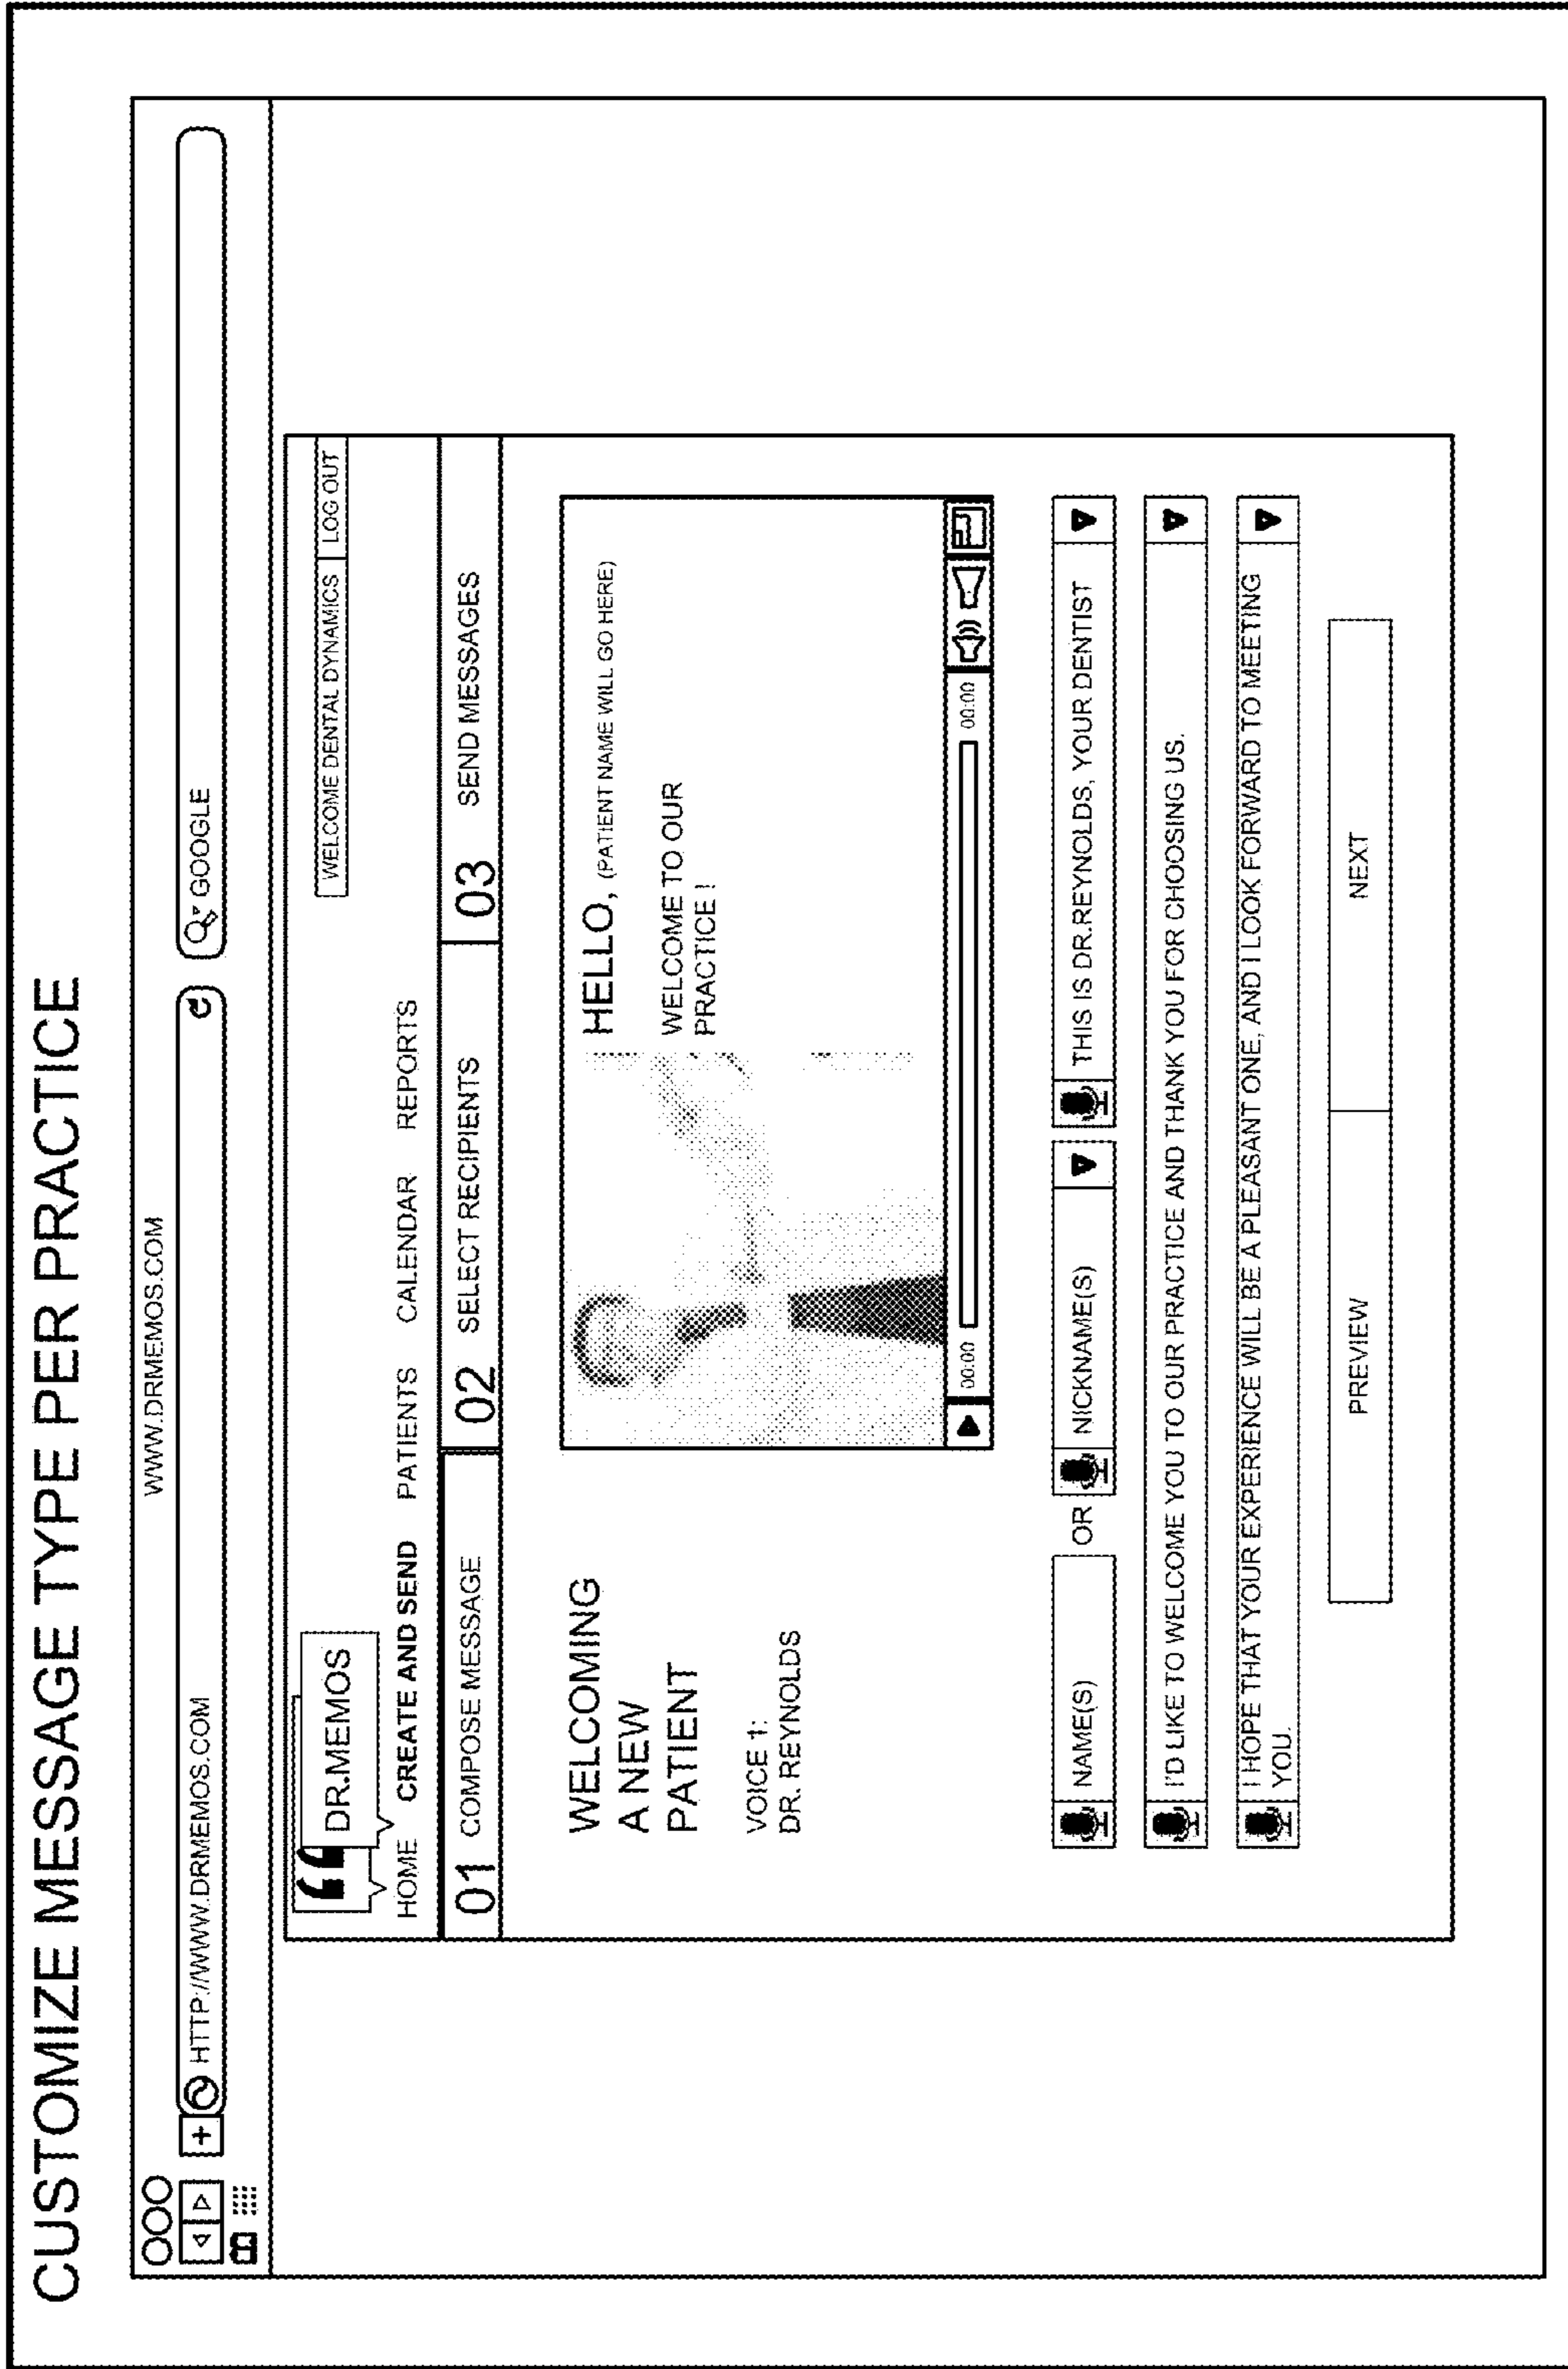 CUSTOMIZE MESSAGE TYPE PER PRACTICE
WWW.DRMEMOS.COM
+ HTTP://WWW.DRMEMOS.COM
GOOGLE
DR.MEMOS
WELCOME DENTAL DYNAMICS LOG OUT
HOME CREATE AND SEND PATIENTS CALENDAR REPORTS
01 COMPOSE MESSAGE 02 SELECT RECIPIENTS 03 SEND MESSAGES
WELCOMING
A NEW
PATIENT
VOICE 1:
DR. REYNOLDS
HELLO, (PATIENT NAME WILL GO HERE)
WELCOME TO OUR
PRACTICE !
00:00 00:00
NAME(S) OR NICKNAME(S) THIS IS DR.REYNOLDS, YOUR DENTIST
I'D LIKE TO WELCOME YOU TO OUR PRACTICE AND THANK YOU FOR CHOOSING US.
I HOPE THAT YOUR EXPERIENCE WILL BE A PLEASANT ONE, AND I LOOK FORWARD TO MEETING
YOU.
PREVIEW NEXT